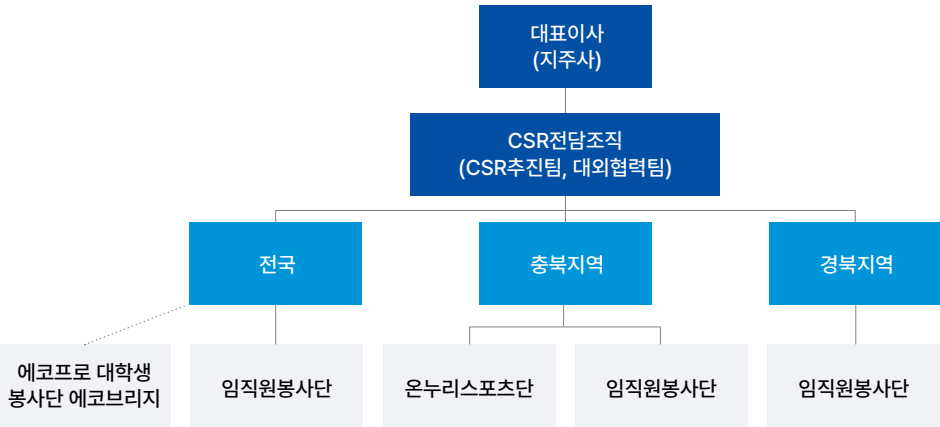 대표이사
(지주사)
CSR전담조직
(CSR추진팀, 대외협력팀)
전국
충북지역
경북지역
에코프로 대학생
봉사단 에코브리지
임직원봉사단
온누리스포츠단
임직원봉사단
임직원봉사단